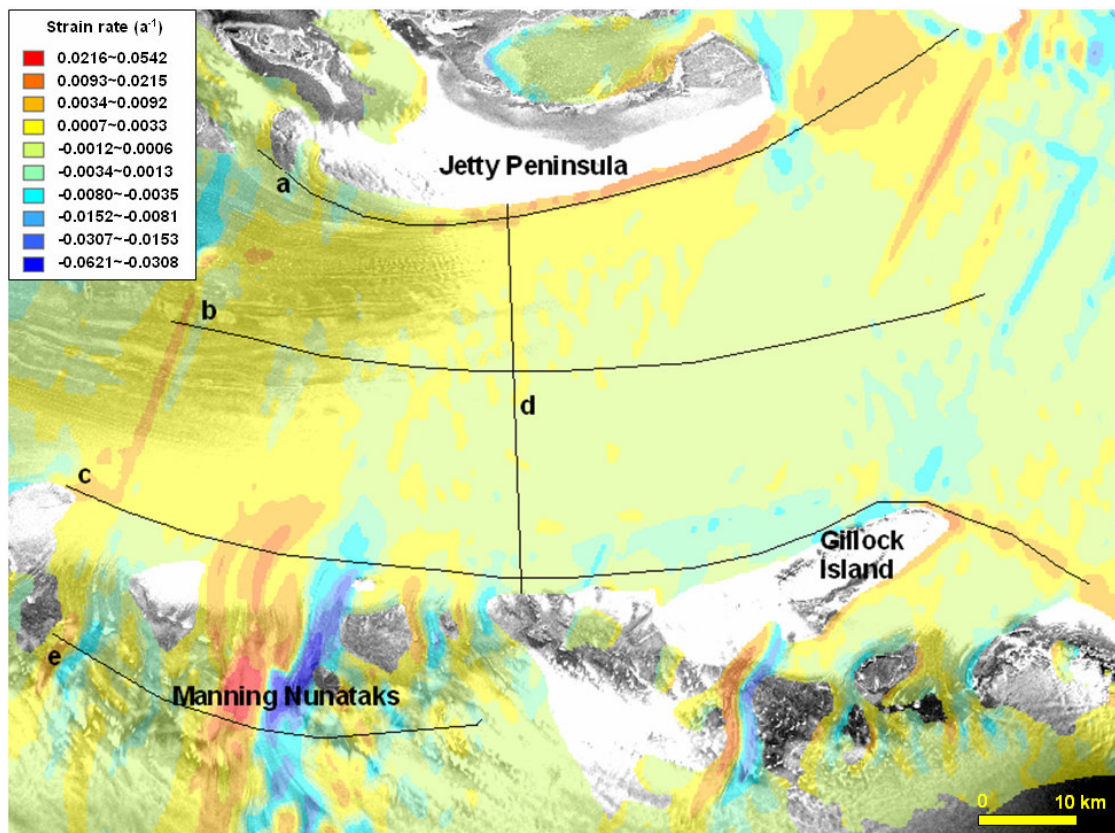 Strain rate (a⁻¹)
0.0216~0.0542
0.0093~0.0215
0.0034~0.0092
0.0007~0.0033
-0.0012~0.0006
-0.0034~0.0013
-0.0080~-0.0035
-0.0152~-0.0081
-0.0307~-0.0153
-0.0621~-0.0308
Jetty Peninsula
a
b
d
c
Gillock
Island
e
Manning Nunataks
0 10 km